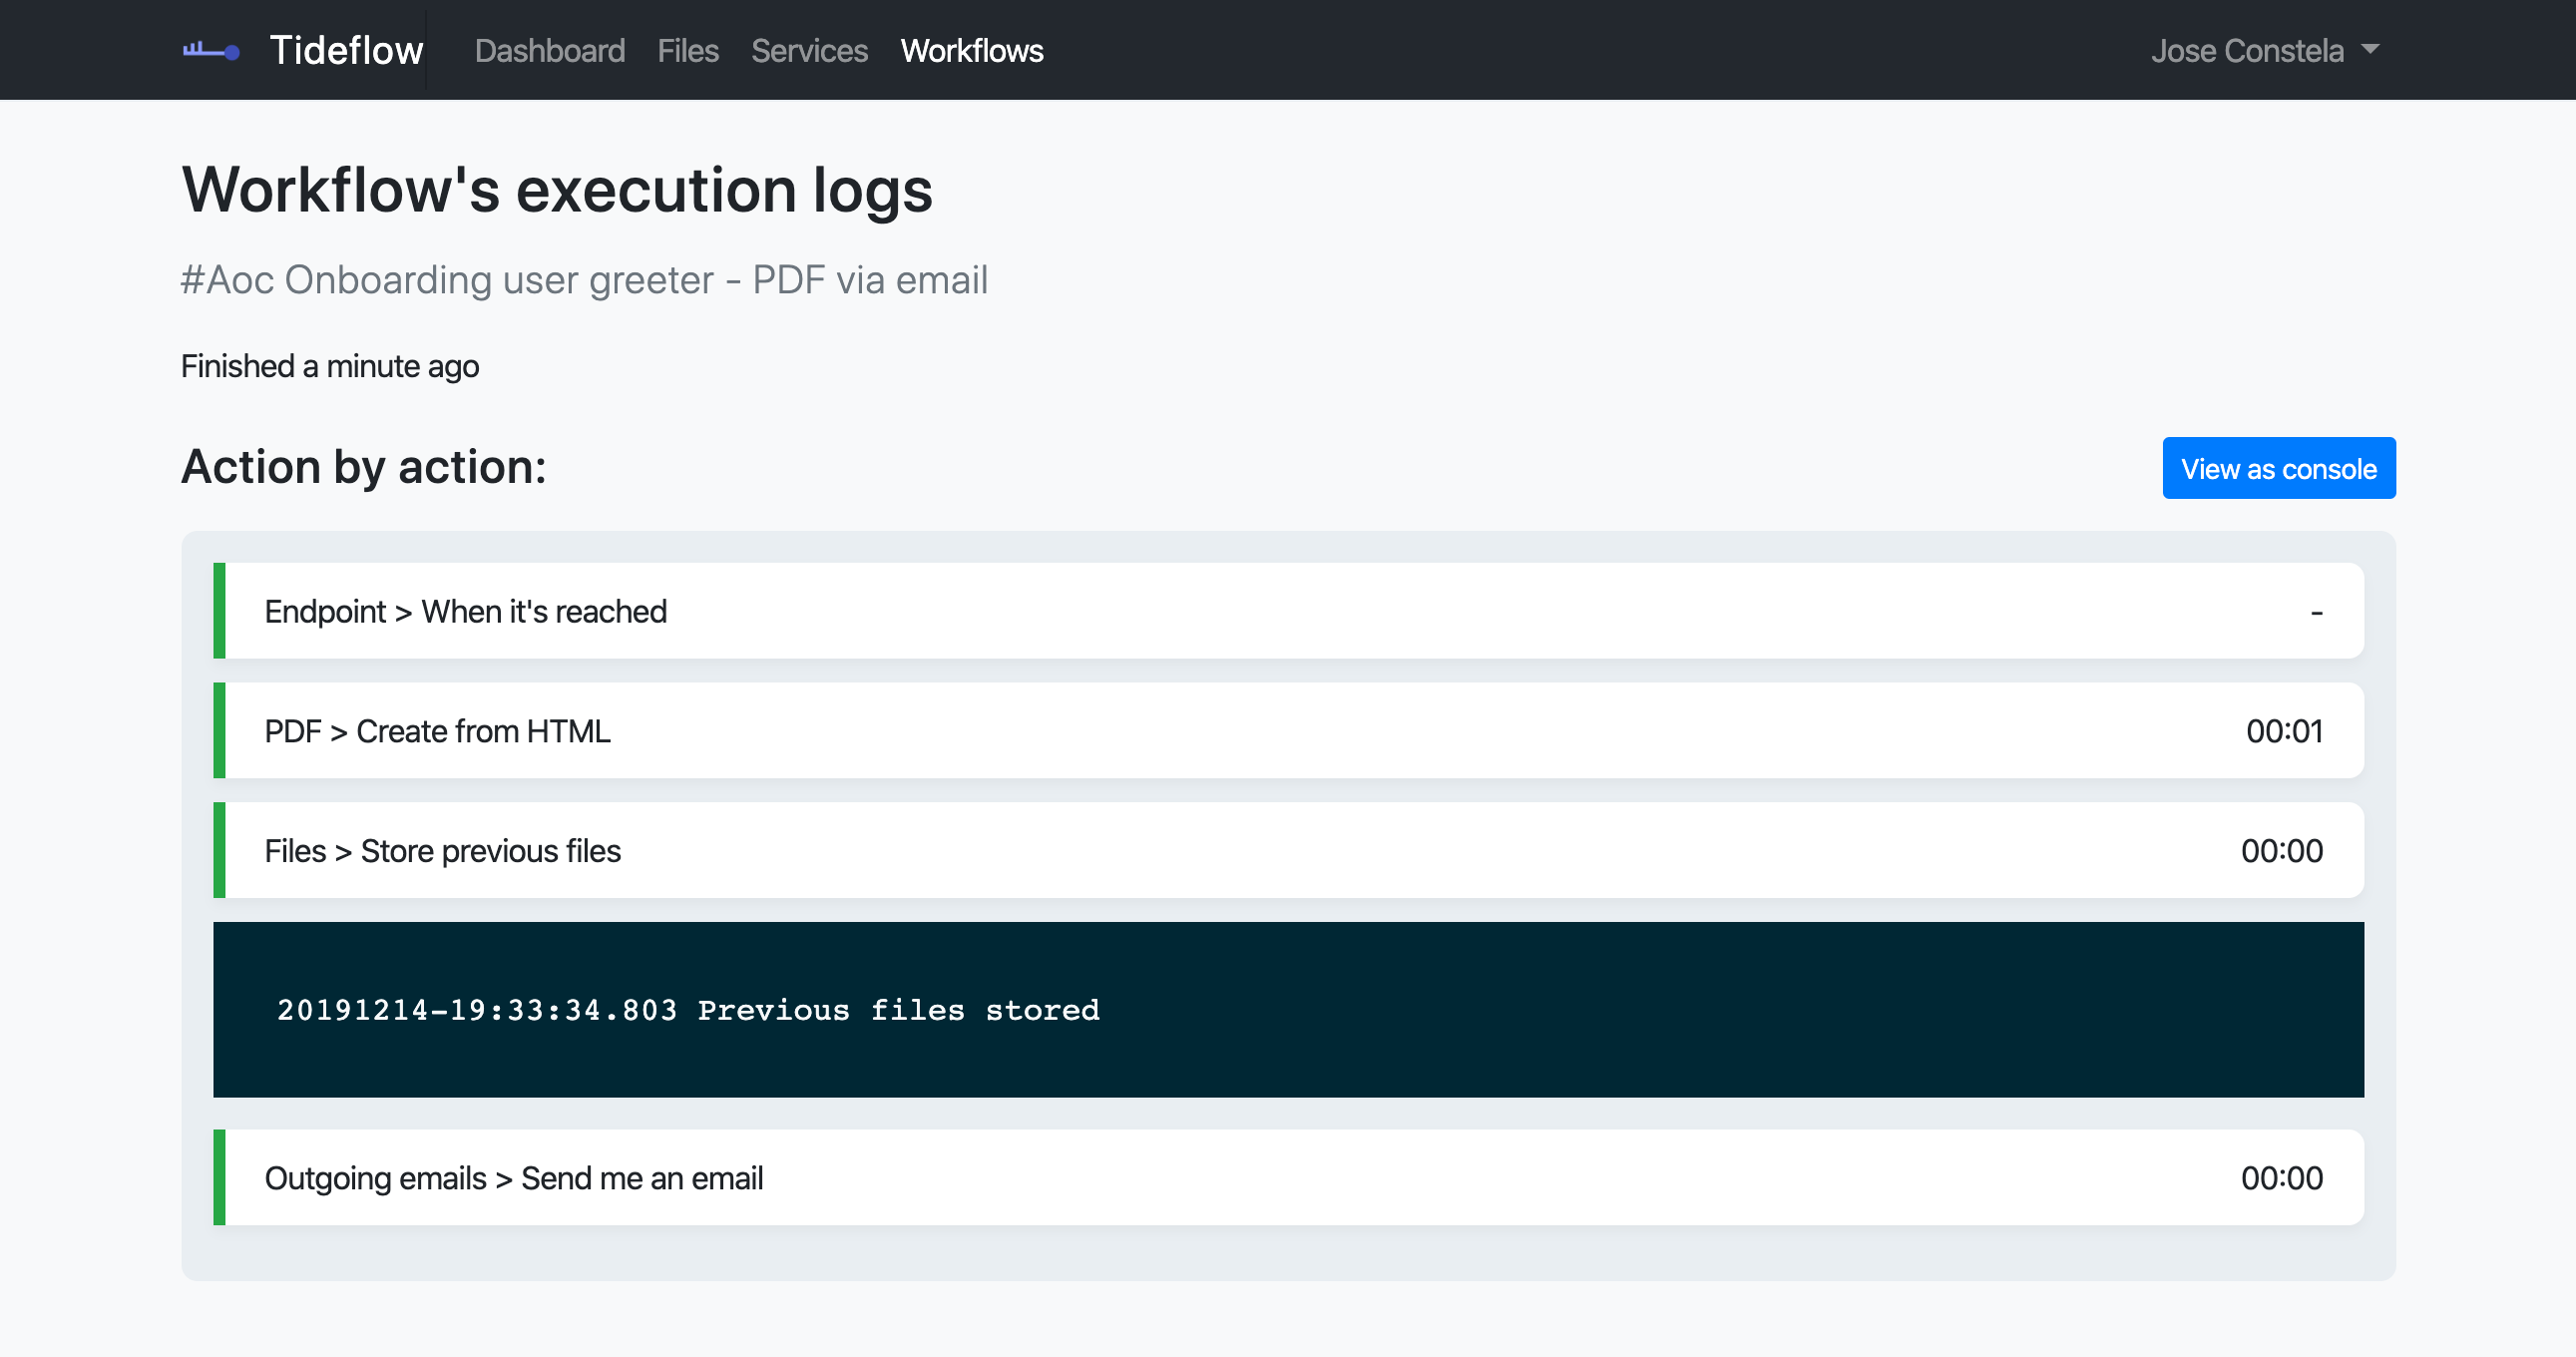 Tideflow Dashboard Files Services Workflows Jose Constela
Workflow's execution logs
#Aoc Onboarding user greeter - PDF via email
Finished a minute ago
Action by action: View as console
Endpoint > When it's reached -
PDF > Create from HTML 00:01
Files > Store previous files 00:00
20191214-19:33:34.803 Previous files stored
Outgoing emails > Send me an email 00:00